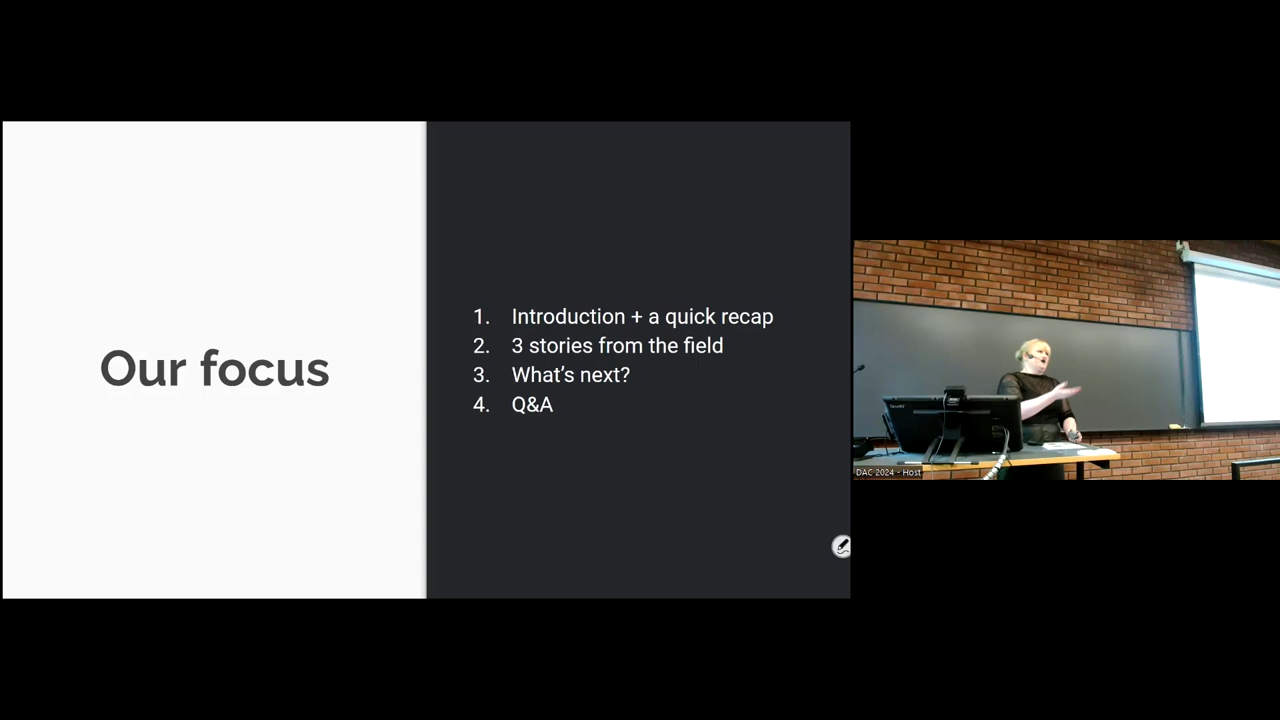 Our focus
1. Introduction + a quick recap
2. 3 stories from the field
3. What's next?
4. Q&A
DAC 2024 - Host